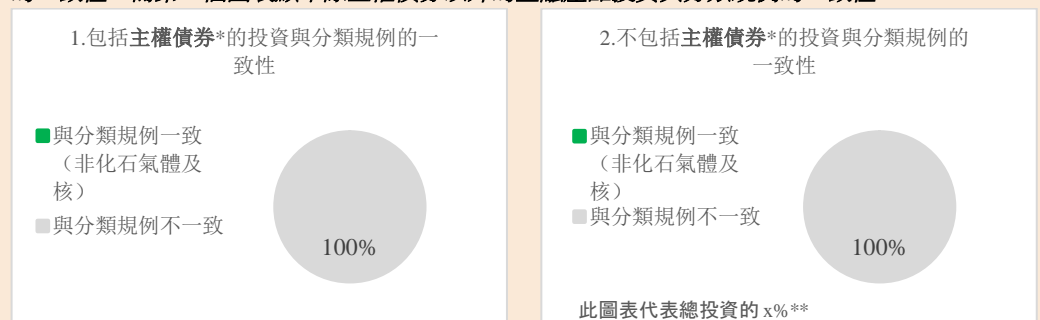 1.包括主權債券*的投資與分類規例的一
致性
與分類規例一致
（非化石氣體及
核）
與分類規例不一致
100%
2.不包括主權債券*的投資與分類規例的
一致性
與分類規例一致
（非化石氣體及
核）
與分類規例不一致
100%
此圖表代表總投資的 x%**